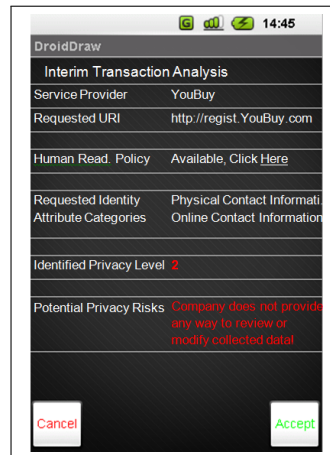 14:45
DroidDraw
Interim Transaction Analysis
Service Provider YouBuy
Requested URI http://regist.YouBuy.com
Human Read. Policy Available, Click Here
Requested Identity Physical Contact Informati
Attribute Categories Online Contact Information
Identified Privacy Level 2
Potential Privacy Risks Company does not provide
any way to review or
modify collected data!
Cancel Accept